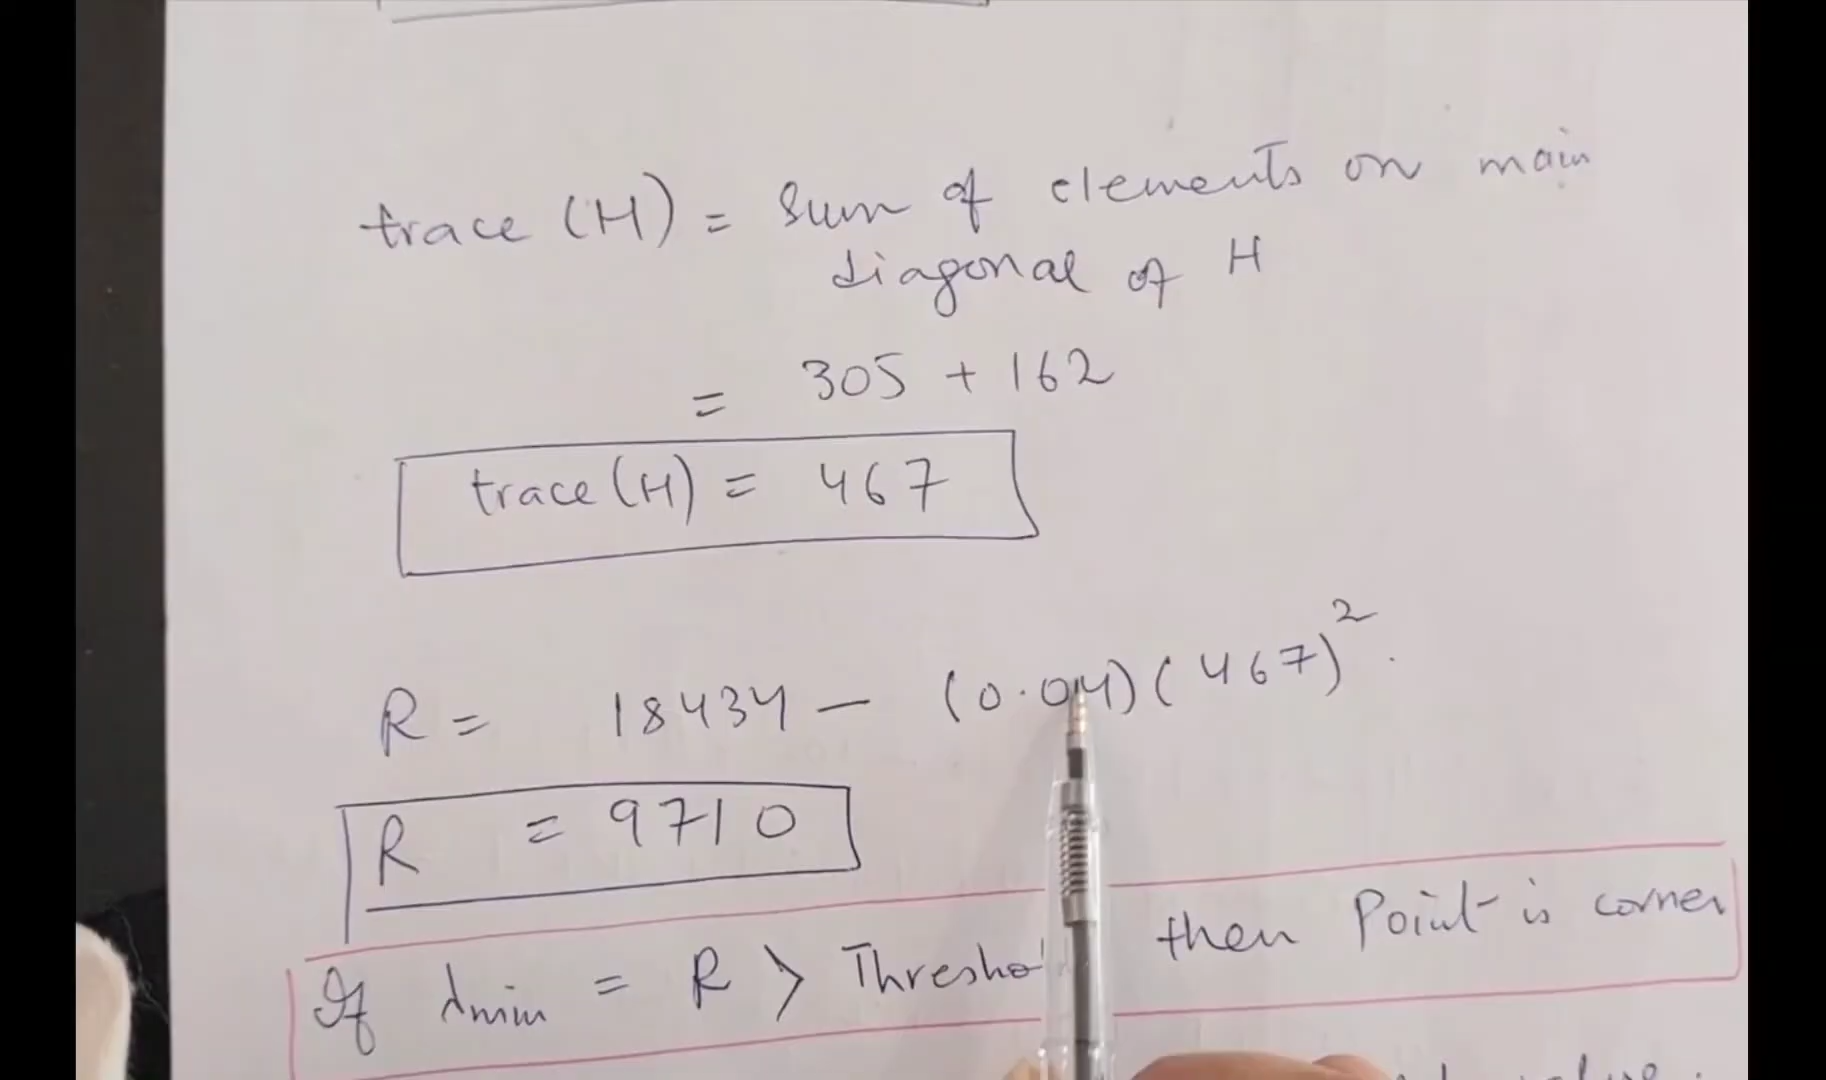 trace (H) = Sum of elements on main
diagonal of H
= 305 + 162
trace (H) = 467
R = 18434 - (0.04) (467)²
R = 9710
If λmin = R > then Point is corner